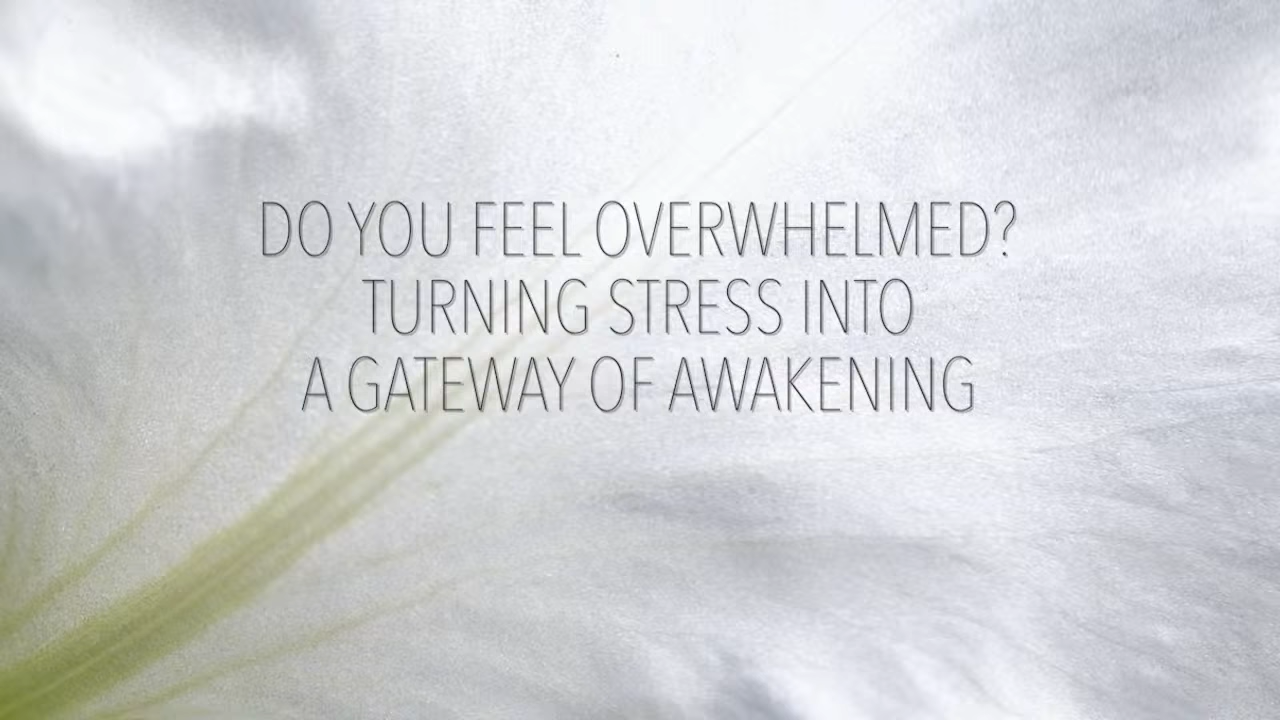 DO YOU FEEL OVERWHELMED?
TURNING STRESS INTO
A GATEWAY OF AWAKENING